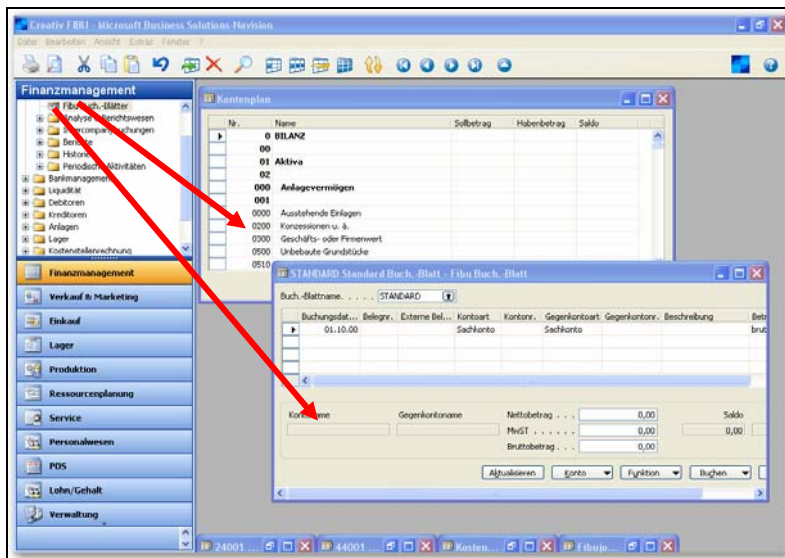 Creativ FIBU - Microsoft Business Solutions-Navision
Datei Bearbeiten Ansicht Extras Fenster ?
Finanzmanagement
Fibu Buch.-Blätter
Analyse & Berichtswesen
Intercompanybuchungen
Berichte
Historie
Periodische Aktivitäten
Bankmanagement
Liquidität
Debitoren
Kreditoren
Anlagen
Lager
Kostenstellenrechnung
Finanzmanagement
Verkauf & Marketing
Einkauf
Lager
Produktion
Ressourcenplanung
Service
Personalwesen
POS
Lohn/Gehalt
Verwaltung
Kontenplan
Nr. Name Sollbetrag Habenbetrag Saldo
0 BILANZ
00
01 Aktiva
02
000 Anlagevermögen
001
0000 Ausstehende Einlagen
0200 Konzessionen u. ä.
0300 Geschäfts- oder Firmenwert
0500 Unbebaute Grundstücke
0510
STANDARD Standard Buch.-Blatt - Fibu Buch.-Blatt
Buch.-Blattname. . . . . STANDARD
Buchungsdat... Belegnr. Externe Bel... Kontoart Kontonr. Gegenkontoart Gegenkontonr. Beschreibung Betr
01.10.00 Sachkonto Sachkonto brut
Kontoname Gegenkontoname Nettobetrag . . . 0,00 Saldo
MwST . . . . . . 0,00 0,00
Bruttobetrag . . . 0,00
Aktualisieren Konto Funktion Buchen
24001 ... 44001 ... Kosten... Fibujo...